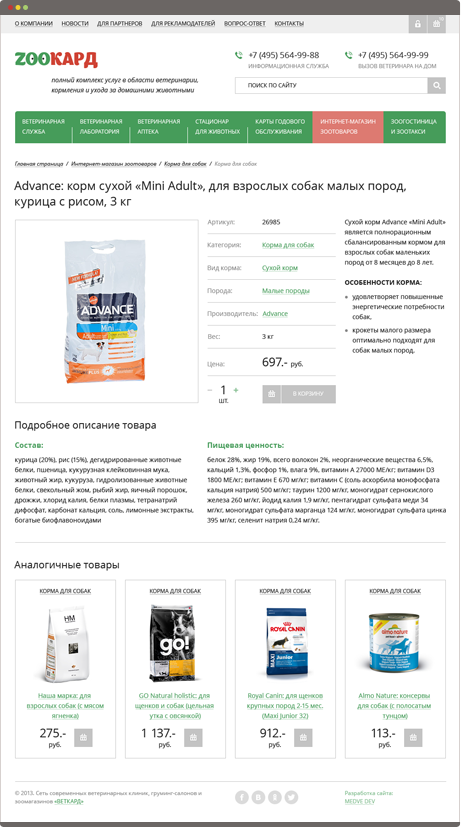 О КОМПАНИИ НОВОСТИ ДЛЯ ПАРТНЕРОВ ДЛЯ РЕКЛАМОДАТЕЛЕЙ ВОПРОС-ОТВЕТ КОНТАКТЫ
ZOOКАРД
полный комплекс услуг в области ветеринарии,
кормления и ухода за домашними животными
+7 (495) 564-99-88
ИНФОРМАЦИОННАЯ СЛУЖБА
+7 (495) 564-99-99
ВЫЗОВ ВЕТЕРИНАРА НА ДОМ
ПОИСК ПО САЙТУ
ВЕТЕРИНАРНАЯ СЛУЖБА
ВЕТЕРИНАРНАЯ ЛАБОРАТОРИЯ
ВЕТЕРИНАРНАЯ АПТЕКА
СТАЦИОНАР ДЛЯ ЖИВОТНЫХ
КАРТЫ ГОДОВОГО ОБСЛУЖИВАНИЯ
ИНТЕРНЕТ-МАГАЗИН ЗООТОВАРОВ
ЗООГОСТИНИЦА И ЗООТАКСИ
Главная страница / Интернет-магазин зоотоваров / Корма для собак / Корма для собак
Advance: корм сухой «Mini Adult», для взрослых собак малых пород,
курица с рисом, 3 кг
ADVANCE
Mini
Артикул: 26985
Категория: Корма для собак
Вид корма: Сухой корм
Порода: Малые породы
Производитель: Advance
Вес: 3 кг
Цена: 697.- руб.
− 1 +
шт.
В КОРЗИНУ
Сухой корм Advance «Mini Adult»
является полнорационным
сбалансированным кормом для
взрослых собак маленьких
пород от 8 месяцев до 8 лет.
ОСОБЕННОСТИ КОРМА:
удовлетворяет повышенные
энергетические потребности
собак,
крокеты малого размера
оптимально подходят для
собак малых пород.
Подробное описание товара
Состав:
курица (20%), рис (15%), дегидрированные животные
белки, пшеница, кукурузная клейковинная мука,
животный жир, кукуруза, гидролизованные животные
белки, свекольный жом, рыбий жир, яичный порошок,
дрожжи, хлорид калия, белки плазмы, тетранатрий
дифосфат, карбонат кальция, соль, лимонные экстракты,
богатые биофлавоноидами
Пищевая ценность:
белок 28%, жир 19%, всего волокон 2%, неорганические вещества 6,5%,
кальций 1,3%, фосфор 1%, влага 9%, витамин А 27000 МЕ/кг; витамин D3
1800 МЕ/кг; витамин Е 670 мг/кг; витамин С (соль аскорбила монофосфата
кальция натрия) 500 мг/кг; таурин 1200 мг/кг, моногидрат сернокислого
железа 260 мг/кг, йодид калия 1,9 мг/кг, пентагидрат сульфата меди 34
мг/кг, моногидрат сульфата марганца 124 мг/кг, моногидрат сульфата цинка
395 мг/кг, селенит натрия 0,24 мг/кг.
Аналогичные товары
КОРМА ДЛЯ СОБАК
HM
Наша марка: для
взрослых собак (с мясом
ягненка)
275.-
руб.
КОРМА ДЛЯ СОБАК
go!
GO Natural holistic: для
щенков и собак (цельная
утка с овсянкой)
1 137.-
руб.
КОРМА ДЛЯ СОБАК
ROYAL CANIN
MAXI
Junior
Royal Canin: для щенков
крупных пород 2-15 мес.
(Maxi Junior 32)
912.-
руб.
КОРМА ДЛЯ СОБАК
almo nature
Almo Nature: консервы
для собак (с полосатым
тунцом)
113.-
руб.
© 2013. Сеть современных ветеринарных клиник, груминг-салонов и
зоомагазинов «ВЕТКАРД»
Разработка сайта:
MEDVE DEV